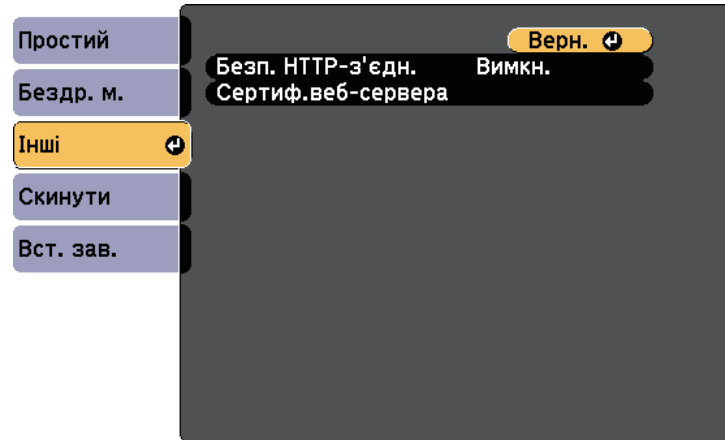 Простий
Бездр. м.
Інші
Скинути
Вст. зав.
Верн.
Безп. HTTP-з'єдн. Вимкн.
Сертиф.веб-сервера